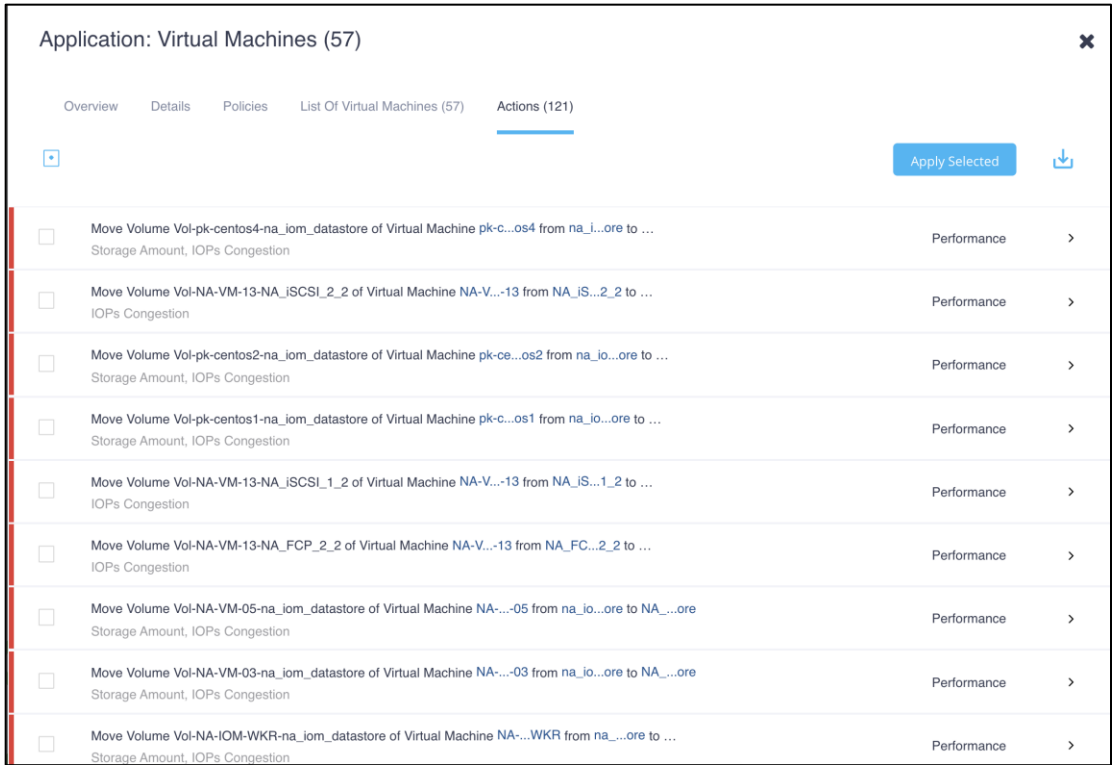 Application: Virtual Machines (57)
Overview Details Policies List Of Virtual Machines (57) Actions (121)
Apply Selected
Move Volume Vol-pk-centos4-na_iom_datastore of Virtual Machine pk-c...os4 from na_i...ore to ...
Performance
Storage Amount, IOPs Congestion
Move Volume Vol-NA-VM-13-NA_iSCSI_2_2 of Virtual Machine NA-V...-13 from NA_iS...2_2 to ...
Performance
IOPs Congestion
Move Volume Vol-pk-centos2-na_iom_datastore of Virtual Machine pk-ce...os2 from na_io...ore to ...
Performance
Storage Amount, IOPs Congestion
Move Volume Vol-pk-centos1-na_iom_datastore of Virtual Machine pk-c...os1 from na_io...ore to ...
Performance
Storage Amount, IOPs Congestion
Move Volume Vol-NA-VM-13-NA_iSCSI_1_2 of Virtual Machine NA-V...-13 from NA_iS...1_2 to ...
Performance
IOPs Congestion
Move Volume Vol-NA-VM-13-NA_FCP_2_2 of Virtual Machine NA-V...-13 from NA_FC...2_2 to ...
Performance
IOPs Congestion
Move Volume Vol-NA-VM-05-na_iom_datastore of Virtual Machine NA-...-05 from na_io...ore to NA_...ore
Performance
Storage Amount, IOPs Congestion
Move Volume Vol-NA-VM-03-na_iom_datastore of Virtual Machine NA-...-03 from na_io...ore to NA_...ore
Performance
Storage Amount, IOPs Congestion
Move Volume Vol-NA-IOM-WKR-na_iom_datastore of Virtual Machine NA-...WKR from na_...ore to ...
Performance
Storage Amount, IOPs Congestion